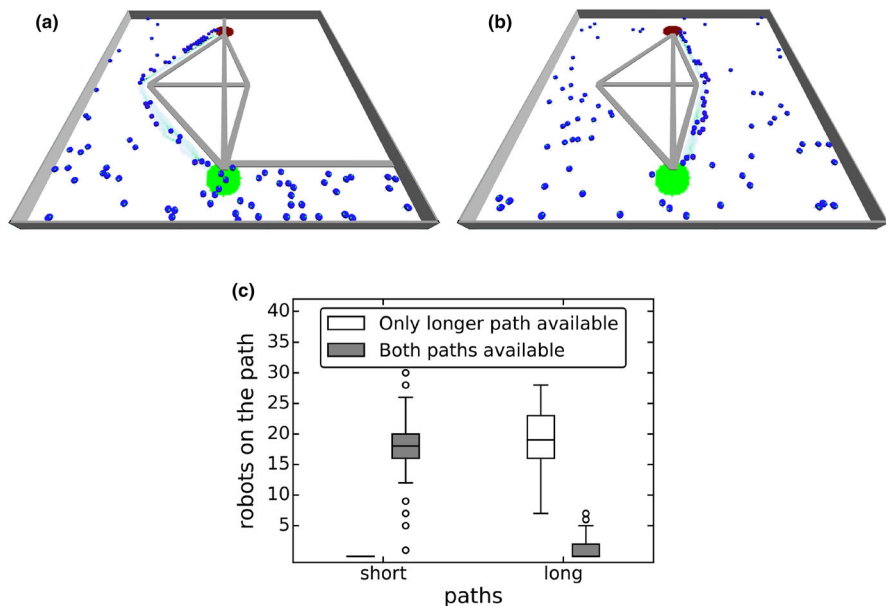 (a)
(b)
(c)
robots on the path
40
35
30
25
20
15
10
5
Only longer path available
Both paths available
short
long
paths